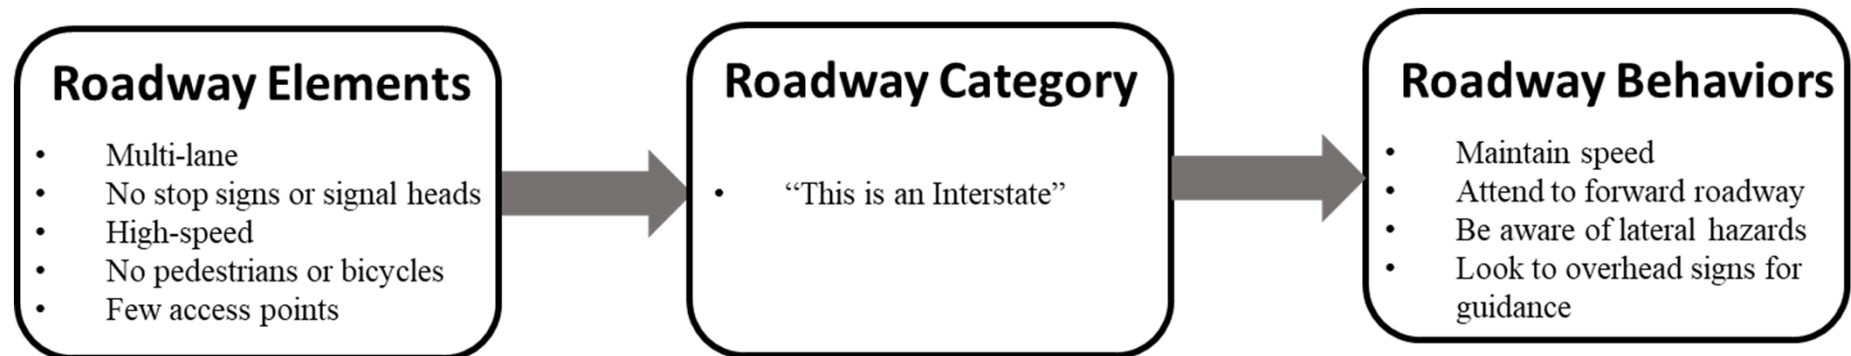 Roadway Elements
• Multi-lane
• No stop signs or signal heads
• High-speed
• No pedestrians or bicycles
• Few access points
Roadway Category
• “This is an Interstate”
Roadway Behaviors
• Maintain speed
• Attend to forward roadway
• Be aware of lateral hazards
• Look to overhead signs for
guidance